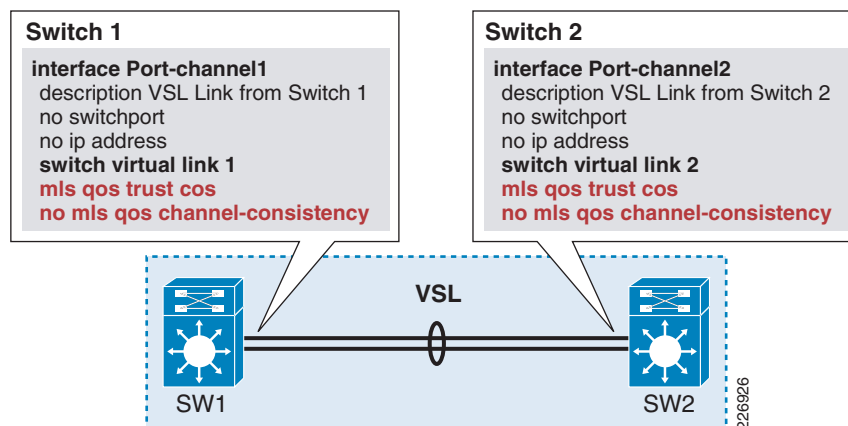 Switch 1
interface Port-channel1
description VSL Link from Switch 1
no switchport
no ip address
switch virtual link 1
mls qos trust cos
no mls qos channel-consistency
Switch 2
interface Port-channel2
description VSL Link from Switch 2
no switchport
no ip address
switch virtual link 2
mls qos trust cos
no mls qos channel-consistency
VSL
SW1
SW2
226926